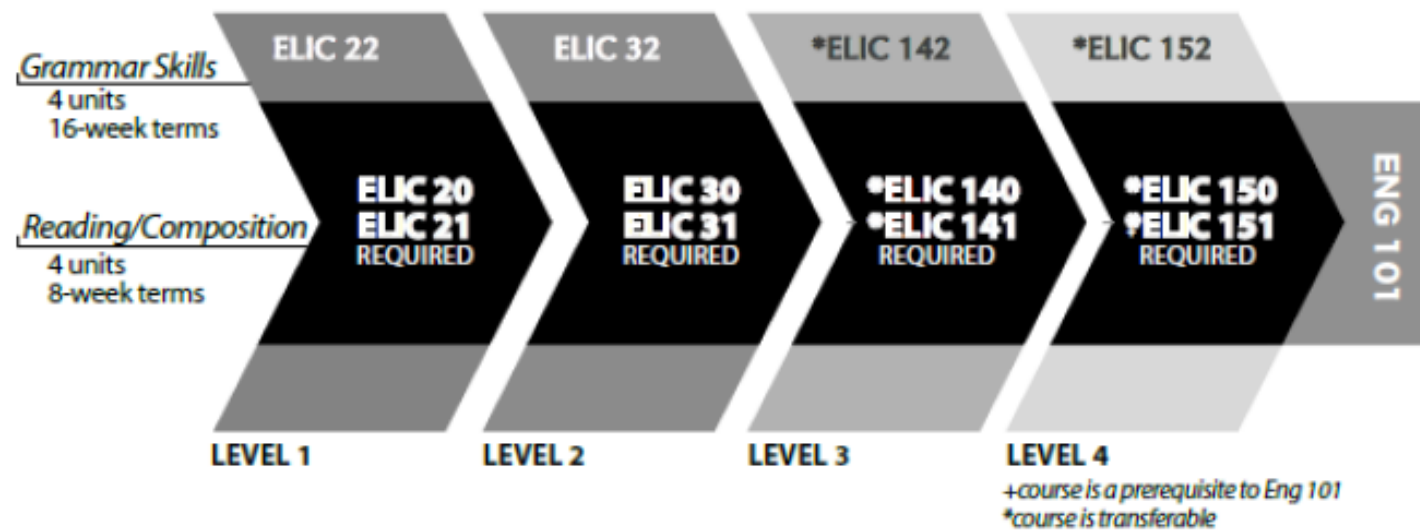 ELIC 22
ELIC 32
*ELIC 142
*ELIC 152
Grammar Skills
4 units
16-week terms
ELIC 20
ELIC 21
REQUIRED
ELIC 30
ELIC 31
REQUIRED
*ELIC 140
*ELIC 141
REQUIRED
*ELIC 150
ELIC 151
REQUIRED
ENG 101
Reading/Composition
4 units
8-week terms
LEVEL 1
LEVEL 2
LEVEL 3
LEVEL 4
+course is a prerequisite to Eng 101
*course is transferable